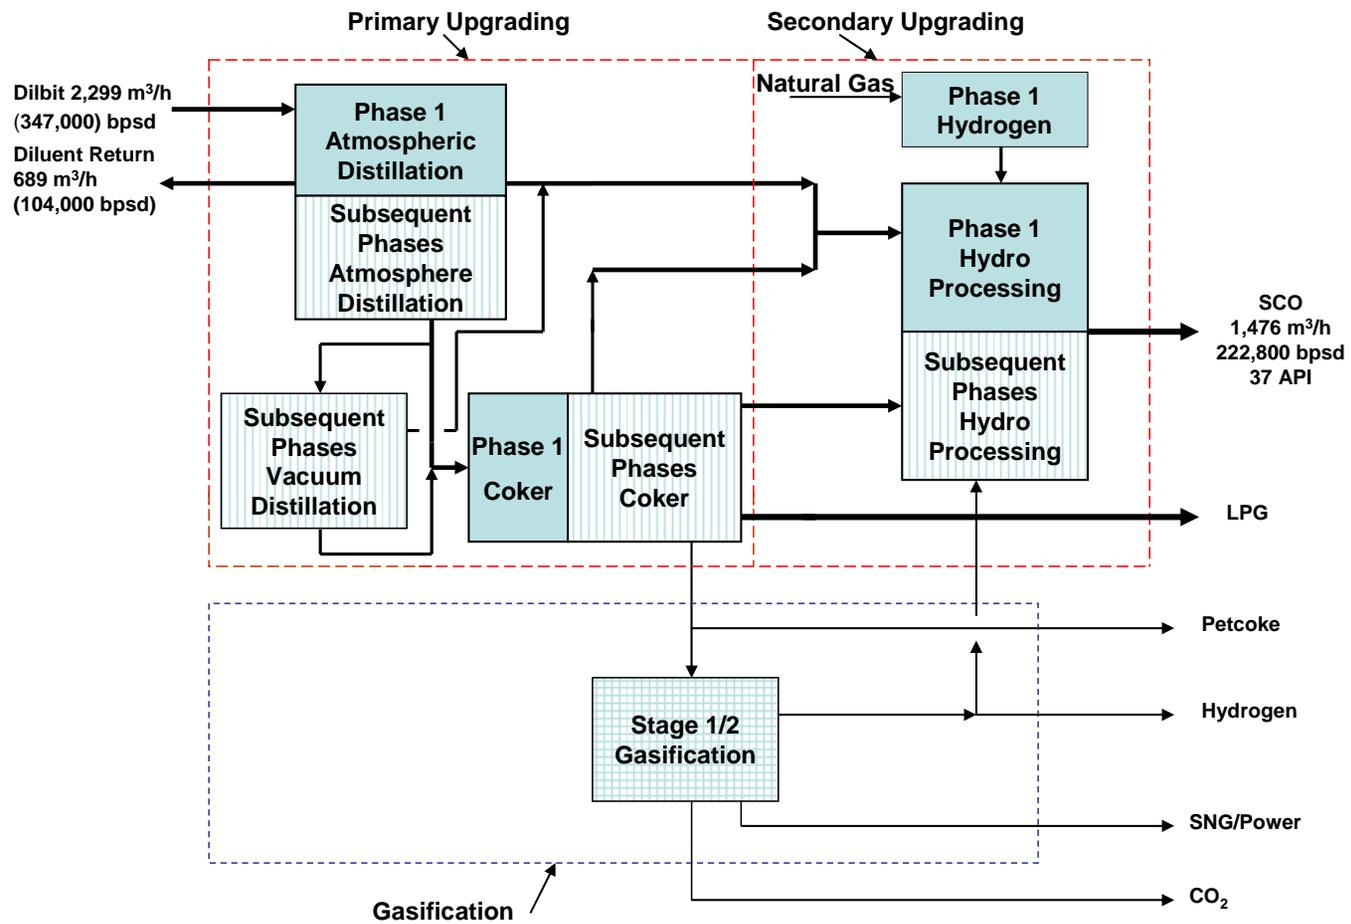 Primary Upgrading
Secondary Upgrading
Dilbit 2,299 m³/h
(347,000) bpsd
Diluent Return
689 m³/h
(104,000 bpsd)
Phase 1
Atmospheric
Distillation
Subsequent
Phases
Atmosphere
Distillation
Natural Gas
Phase 1
Hydrogen
Phase 1
Hydro
Processing
Subsequent
Phases
Hydro
Processing
SCO
1,476 m³/h
222,800 bpsd
37 API
Subsequent
Phases
Vacuum
Distillation
Phase 1
Coker
Subsequent
Phases
Coker
LPG
Petcoke
Stage 1/2
Gasification
Hydrogen
SNG/Power
CO₂
Gasification